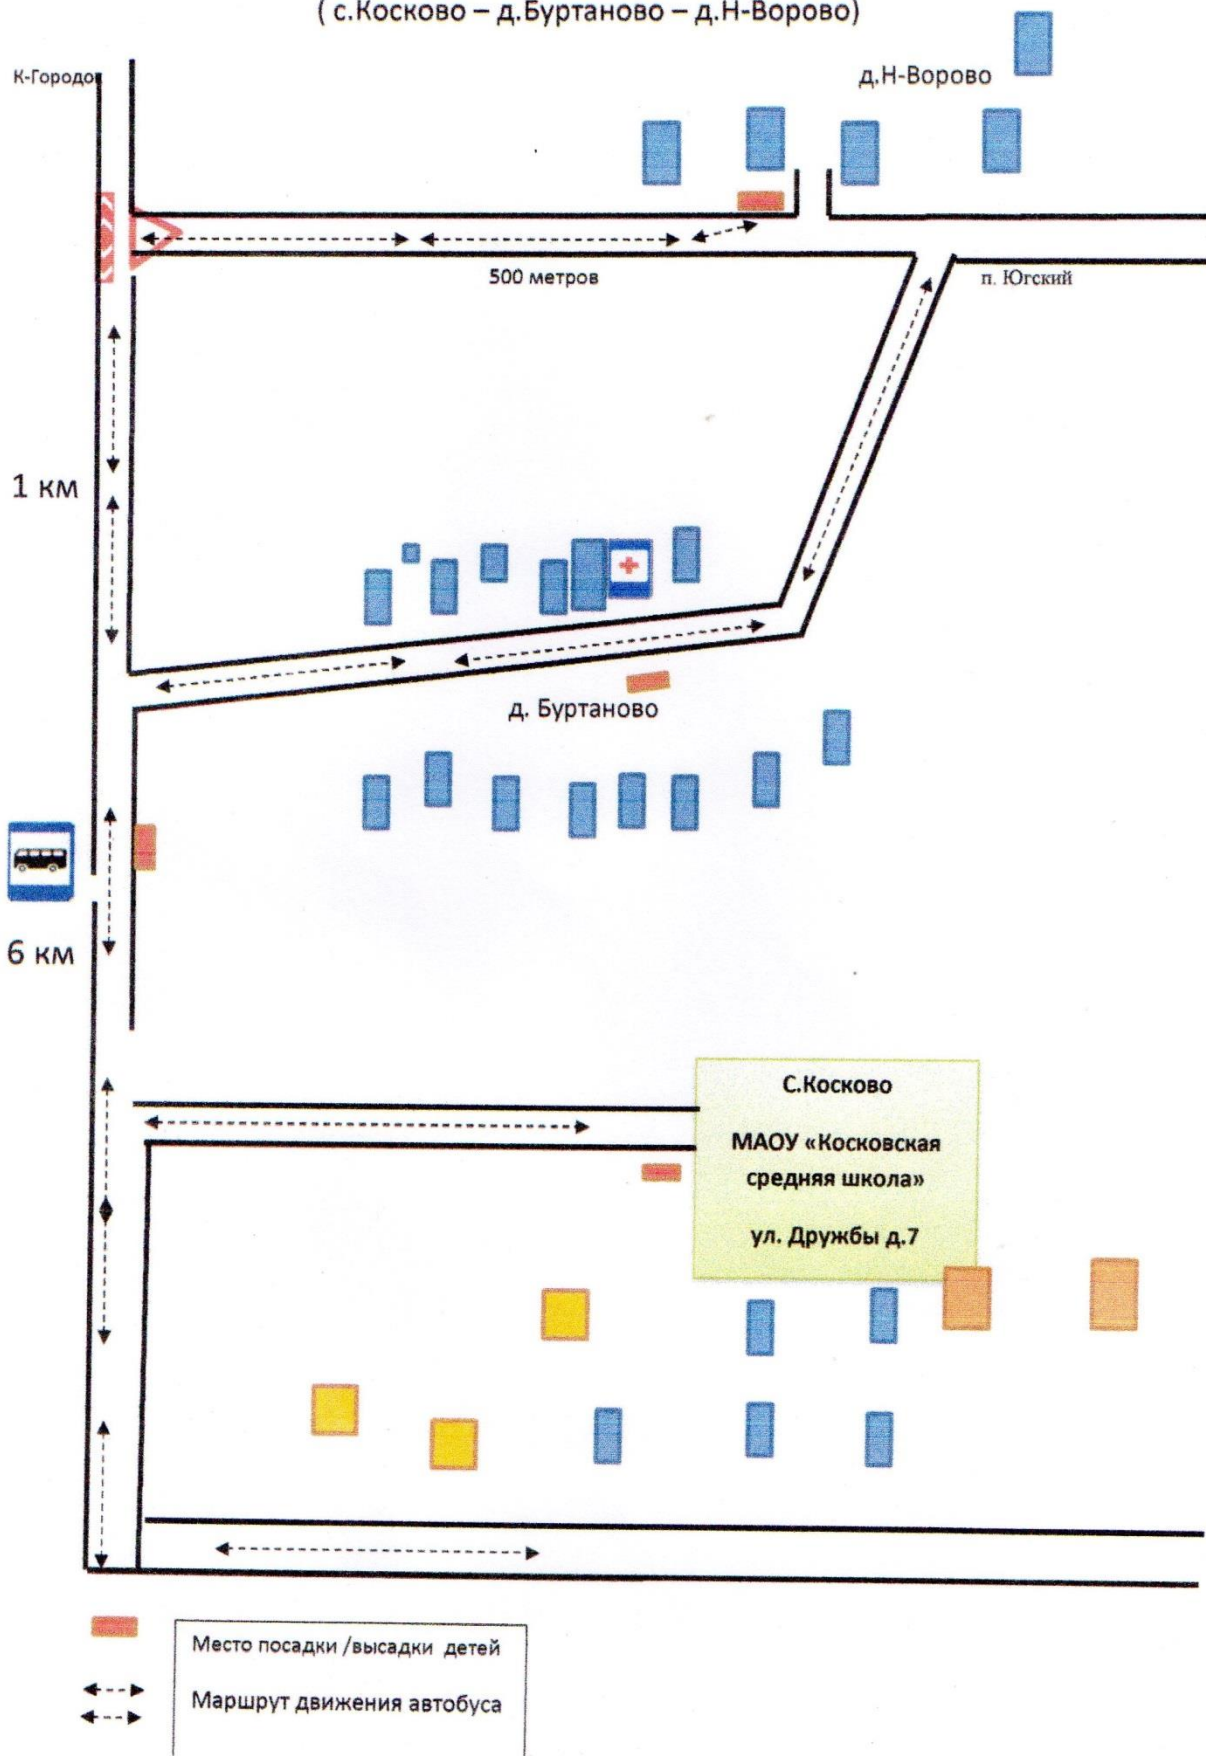 ( с.Косково – д.Буртаново – д.Н-Ворово)
К-Городо
д.Н-Ворово
500 метров
п. Югский
1 км
д. Буртаново
6 км
С.Косково
МАОУ «Косковская
средняя школа»
ул. Дружбы д.7
Место посадки /высадки детей
Маршрут движения автобуса